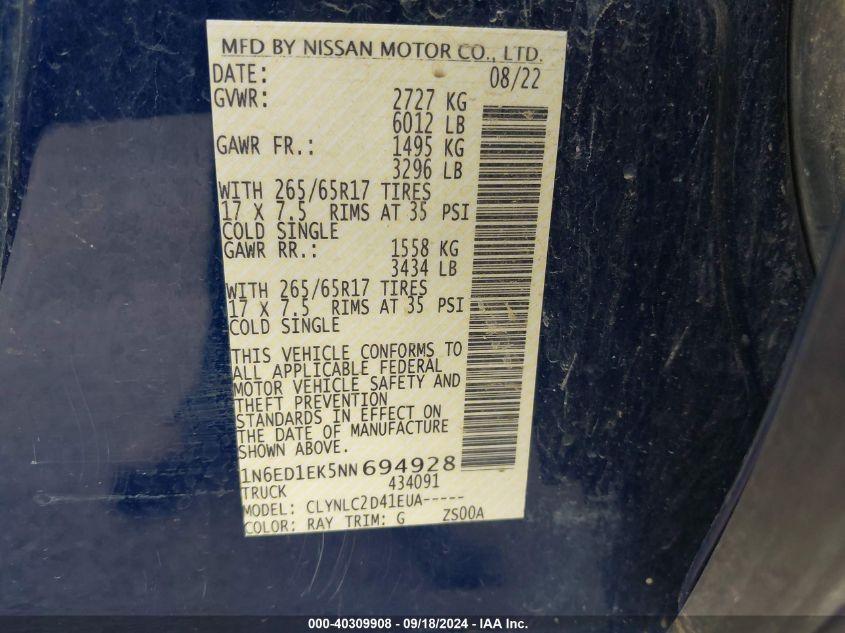 MFD BY NISSAN MOTOR CO., LTD.
DATE: 08/22
GVWR: 2727 KG
6012 LB
GAWR FR.: 1495 KG
3296 LB
WITH 265/65R17 TIRES
17 X 7.5 RIMS AT 35 PSI
COLD SINGLE
GAWR RR.: 1558 KG
3434 LB
WITH 265/65R17 TIRES
17 X 7.5 RIMS AT 35 PSI
COLD SINGLE
THIS VEHICLE CONFORMS TO
ALL APPLICABLE FEDERAL
MOTOR VEHICLE SAFETY AND
THEFT PREVENTION
STANDARDS IN EFFECT ON
THE DATE OF MANUFACTURE
SHOWN ABOVE.
1N6ED1EK5NN694928
TRUCK 434091
MODEL: CLYNLC2D41EUA-----
COLOR: RAY TRIM: G ZS00A
000-40309908 - 09/18/2024 - IAA Inc.